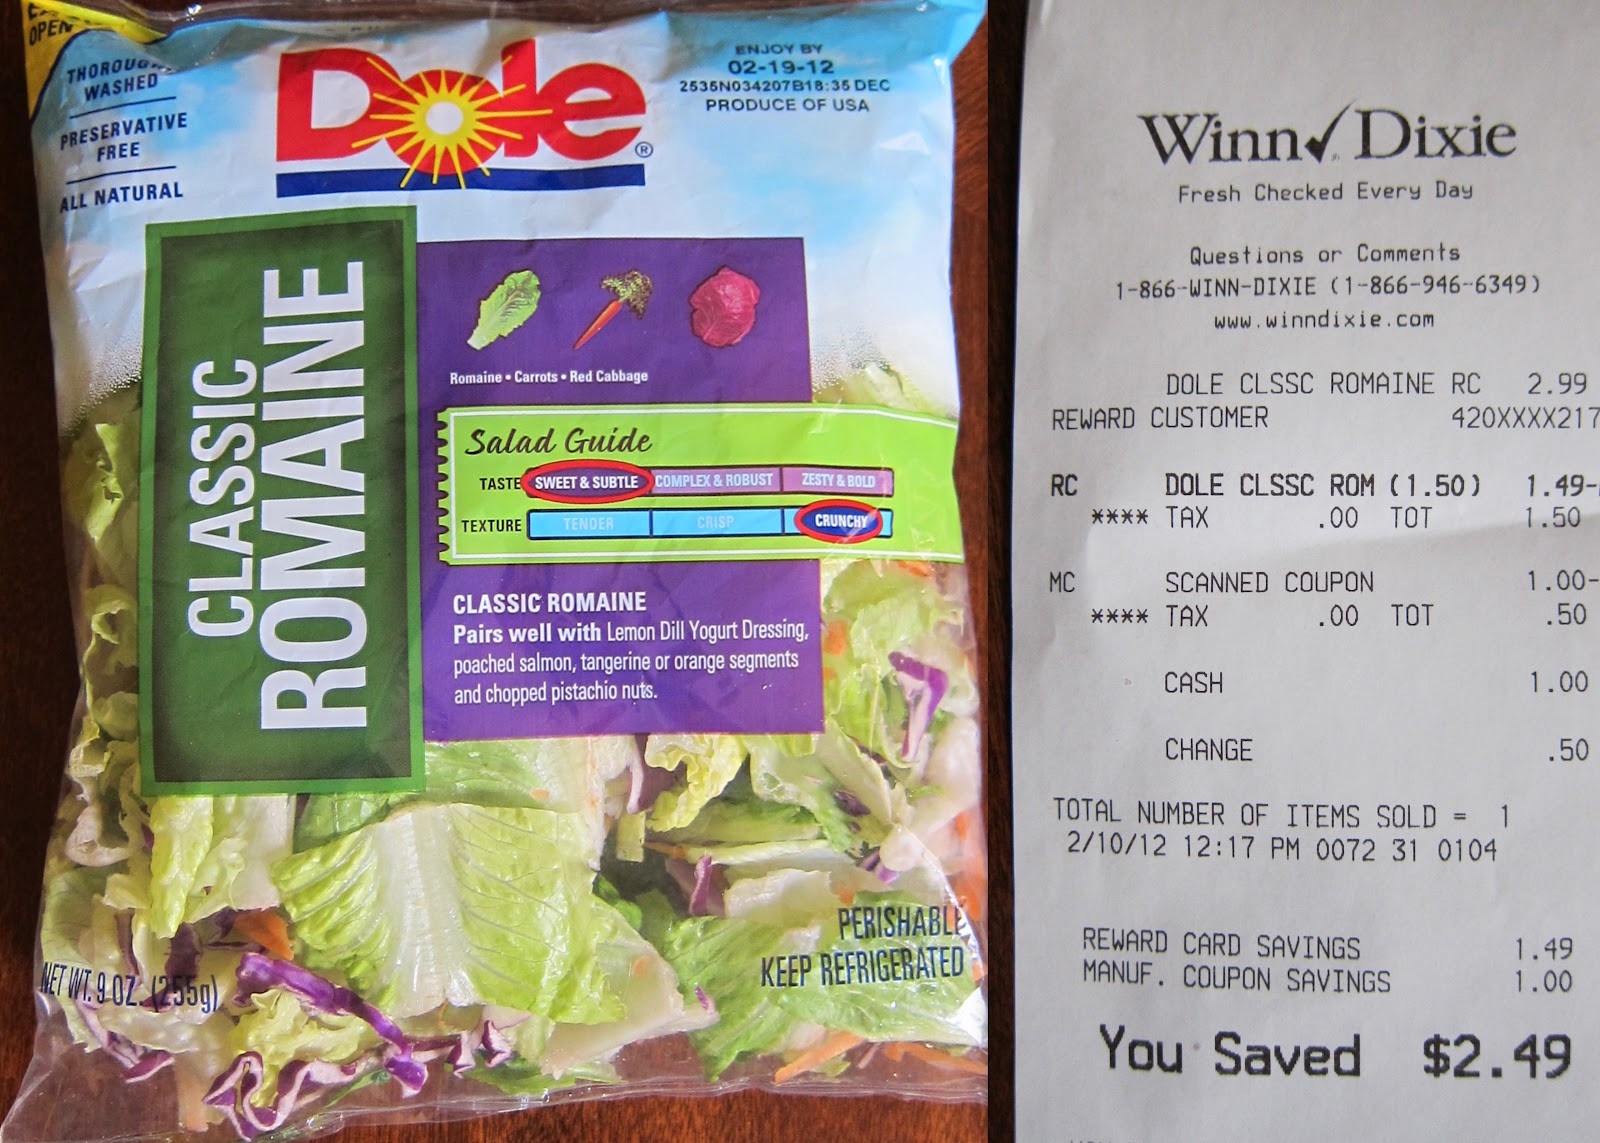 OPEN
THOROUGHLY
WASHED
PRESERVATIVE
FREE
ALL NATURAL
Dole®
ENJOY BY
02-19-12
2535N034207B18:35 DEC
PRODUCE OF USA
CLASSIC
ROMAINE
Romaine • Carrots • Red Cabbage
Salad Guide
TASTE SWEET & SUBTLE COMPLEX & ROBUST ZESTY & BOLD
TEXTURE TENDER CRISP CRUNCHY
CLASSIC ROMAINE
Pairs well with Lemon Dill Yogurt Dressing,
poached salmon, tangerine or orange segments
and chopped pistachio nuts.
PERISHABLE
KEEP REFRIGERATED
NET WT. 9 OZ. (255g)
Winn✓Dixie
Fresh Checked Every Day
Questions or Comments
1-866-WINN-DIXIE (1-866-946-6349)
www.winndixie.com
DOLE CLSSC ROMAINE RC 2.99
REWARD CUSTOMER 420XXXX217
RC DOLE CLSSC ROM (1.50) 1.49-
**** TAX .00 TOT 1.50
MC SCANNED COUPON 1.00-
**** TAX .00 TOT .50
CASH 1.00
CHANGE .50
TOTAL NUMBER OF ITEMS SOLD = 1
2/10/12 12:17 PM 0072 31 0104
REWARD CARD SAVINGS 1.49
MANUF. COUPON SAVINGS 1.00
You Saved $2.49